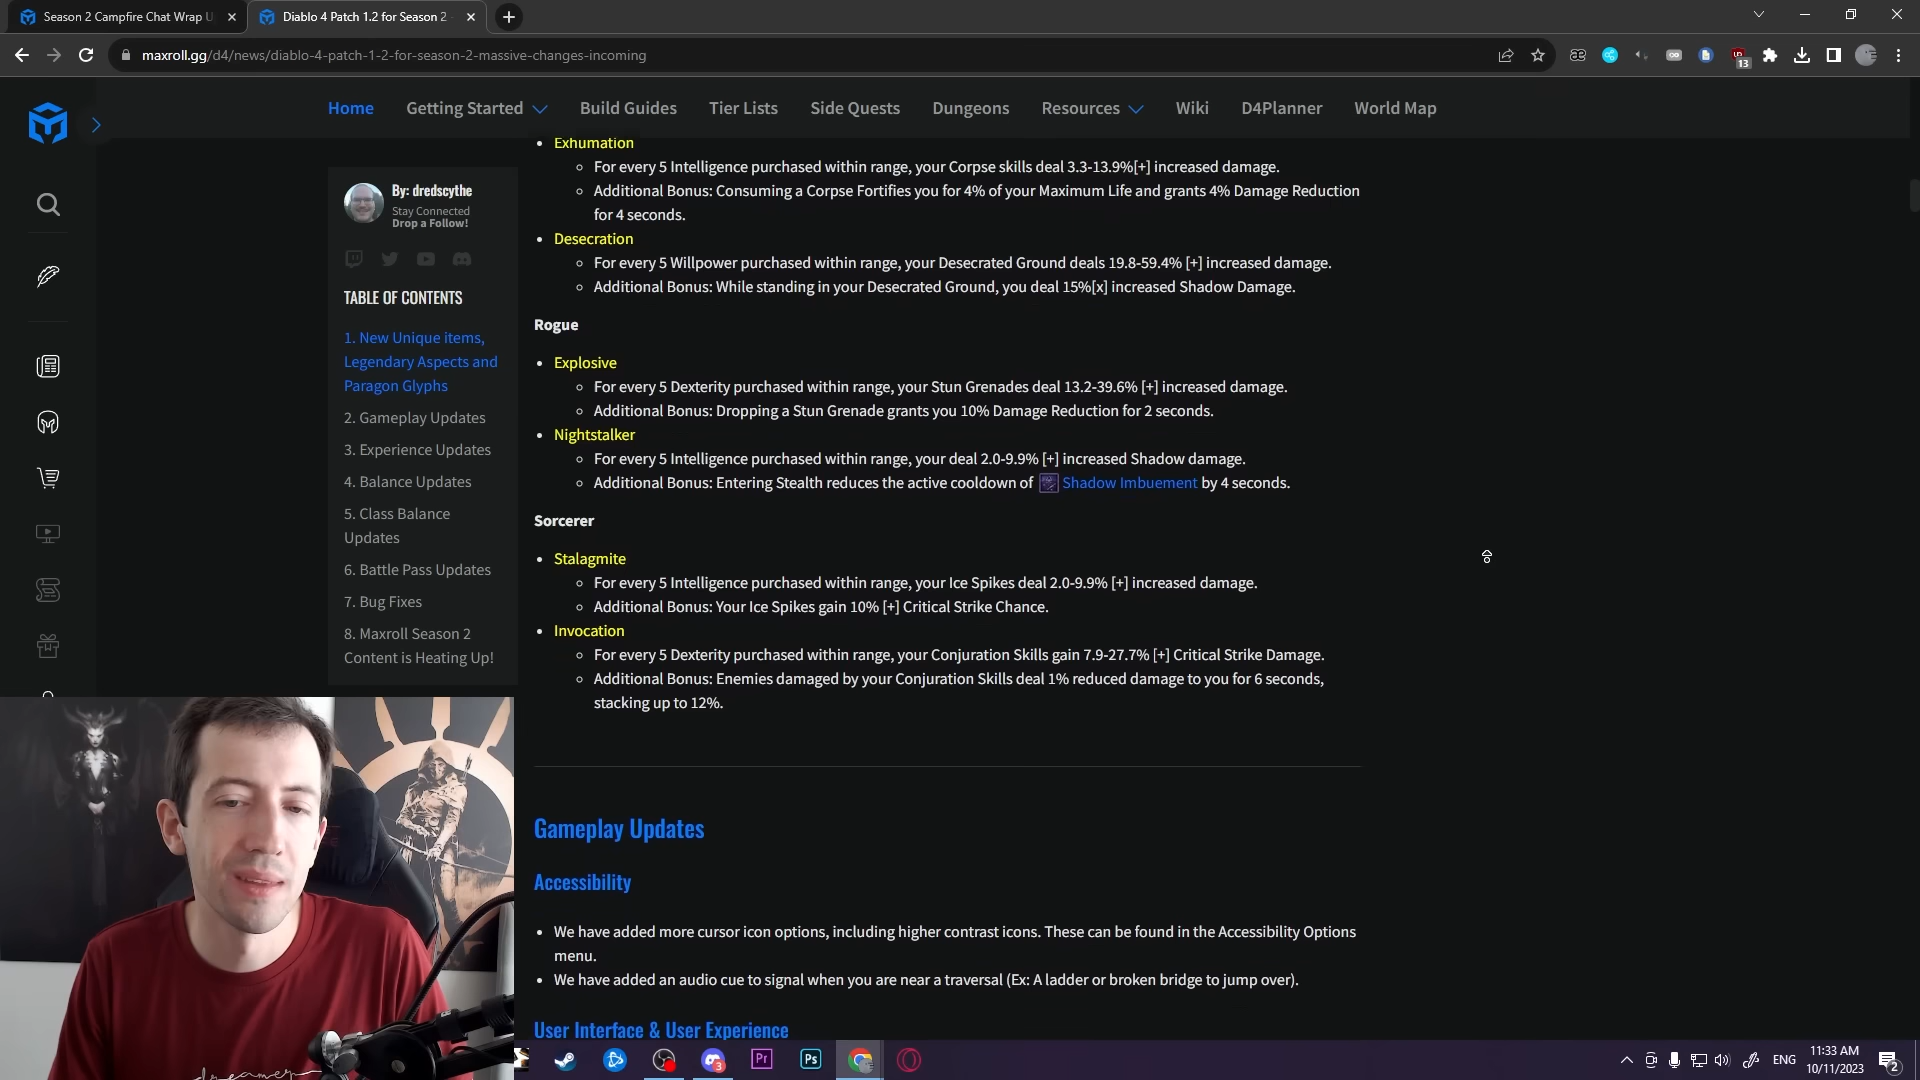 Season 2 Campfire Chat Wrap U
Diablo 4 Patch 1.2 for Season 2
maxroll.gg/d4/news/diablo-4-patch-1-2-for-season-2-massive-changes-incoming
13
Home
Getting Started
Build Guides
Tier Lists
Side Quests
Dungeons
Resources
Wiki
D4Planner
World Map
By: dredscythe
Stay Connected
Drop a Follow!
TABLE OF CONTENTS
1. New Unique items,
Legendary Aspects and
Paragon Glyphs
2. Gameplay Updates
3. Experience Updates
4. Balance Updates
5. Class Balance
Updates
6. Battle Pass Updates
7. Bug Fixes
8. Maxroll Season 2
Content is Heating Up!
Exhumation
For every 5 Intelligence purchased within range, your Corpse skills deal 3.3-13.9%[+] increased damage.
Additional Bonus: Consuming a Corpse Fortifies you for 4% of your Maximum Life and grants 4% Damage Reduction
for 4 seconds.
Desecration
For every 5 Willpower purchased within range, your Desecrated Ground deals 19.8-59.4% [+] increased damage.
Additional Bonus: While standing in your Desecrated Ground, you deal 15%[x] increased Shadow Damage.
Rogue
Explosive
For every 5 Dexterity purchased within range, your Stun Grenades deal 13.2-39.6% [+] increased damage.
Additional Bonus: Dropping a Stun Grenade grants you 10% Damage Reduction for 2 seconds.
Nightstalker
For every 5 Intelligence purchased within range, your deal 2.0-9.9% [+] increased Shadow damage.
Additional Bonus: Entering Stealth reduces the active cooldown of Shadow Imbuement by 4 seconds.
Sorcerer
Stalagmite
For every 5 Intelligence purchased within range, your Ice Spikes deal 2.0-9.9% [+] increased damage.
Additional Bonus: Your Ice Spikes gain 10% [+] Critical Strike Chance.
Invocation
For every 5 Dexterity purchased within range, your Conjuration Skills gain 7.9-27.7% [+] Critical Strike Damage.
Additional Bonus: Enemies damaged by your Conjuration Skills deal 1% reduced damage to you for 6 seconds,
stacking up to 12%.
Gameplay Updates
Accessibility
We have added more cursor icon options, including higher contrast icons. These can be found in the Accessibility Options
menu.
We have added an audio cue to signal when you are near a traversal (Ex: A ladder or broken bridge to jump over).
User Interface & User Experience
dreamer
3
Pr
Ps
ENG
11:33 AM
10/11/2023
2